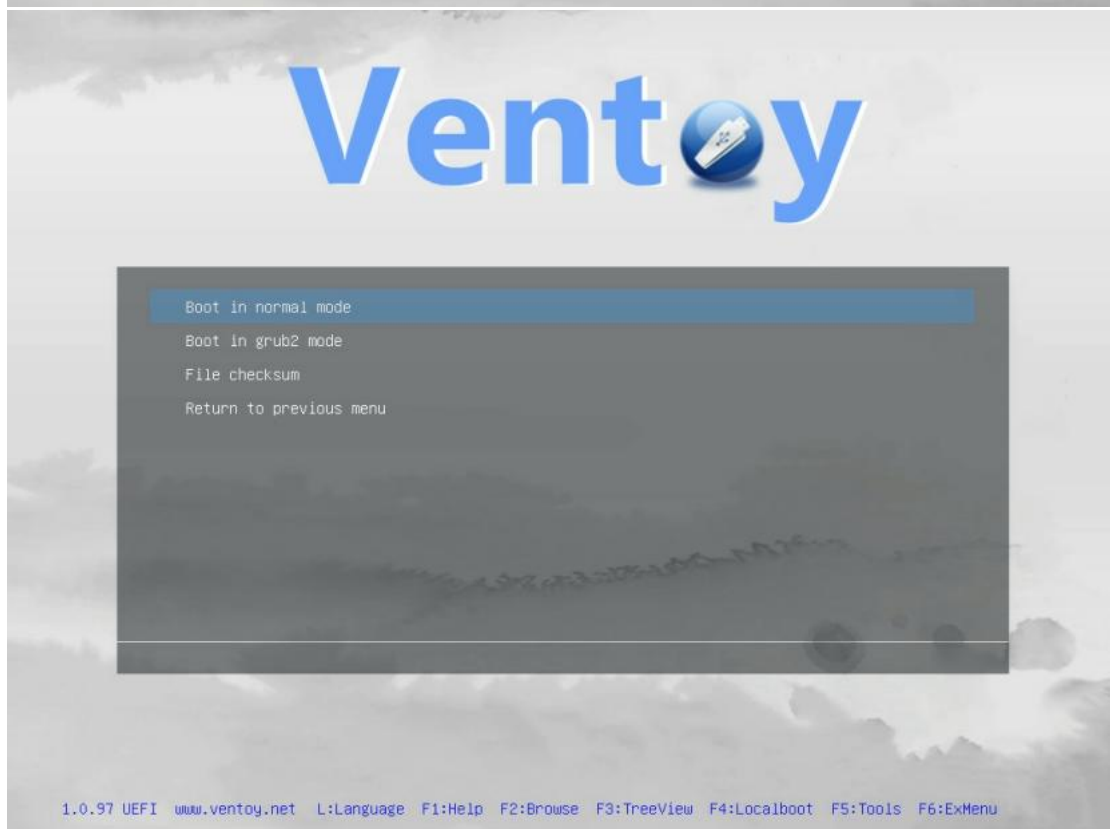 Ventoy
Boot in normal mode
Boot in grub2 mode
File checksum
Return to previous menu
1.0.97 UEFI www.ventoy.net L:Language F1:Help F2:Browse F3:TreeView F4:Localboot F5:Tools F6:ExMenu